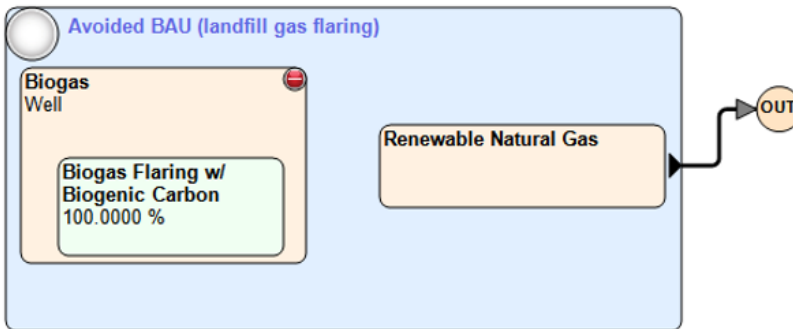 Avoided BAU (landfill gas flaring)
Biogas
Well
Biogas Flaring w/
Biogenic Carbon
100.0000 %
Renewable Natural Gas
OUT